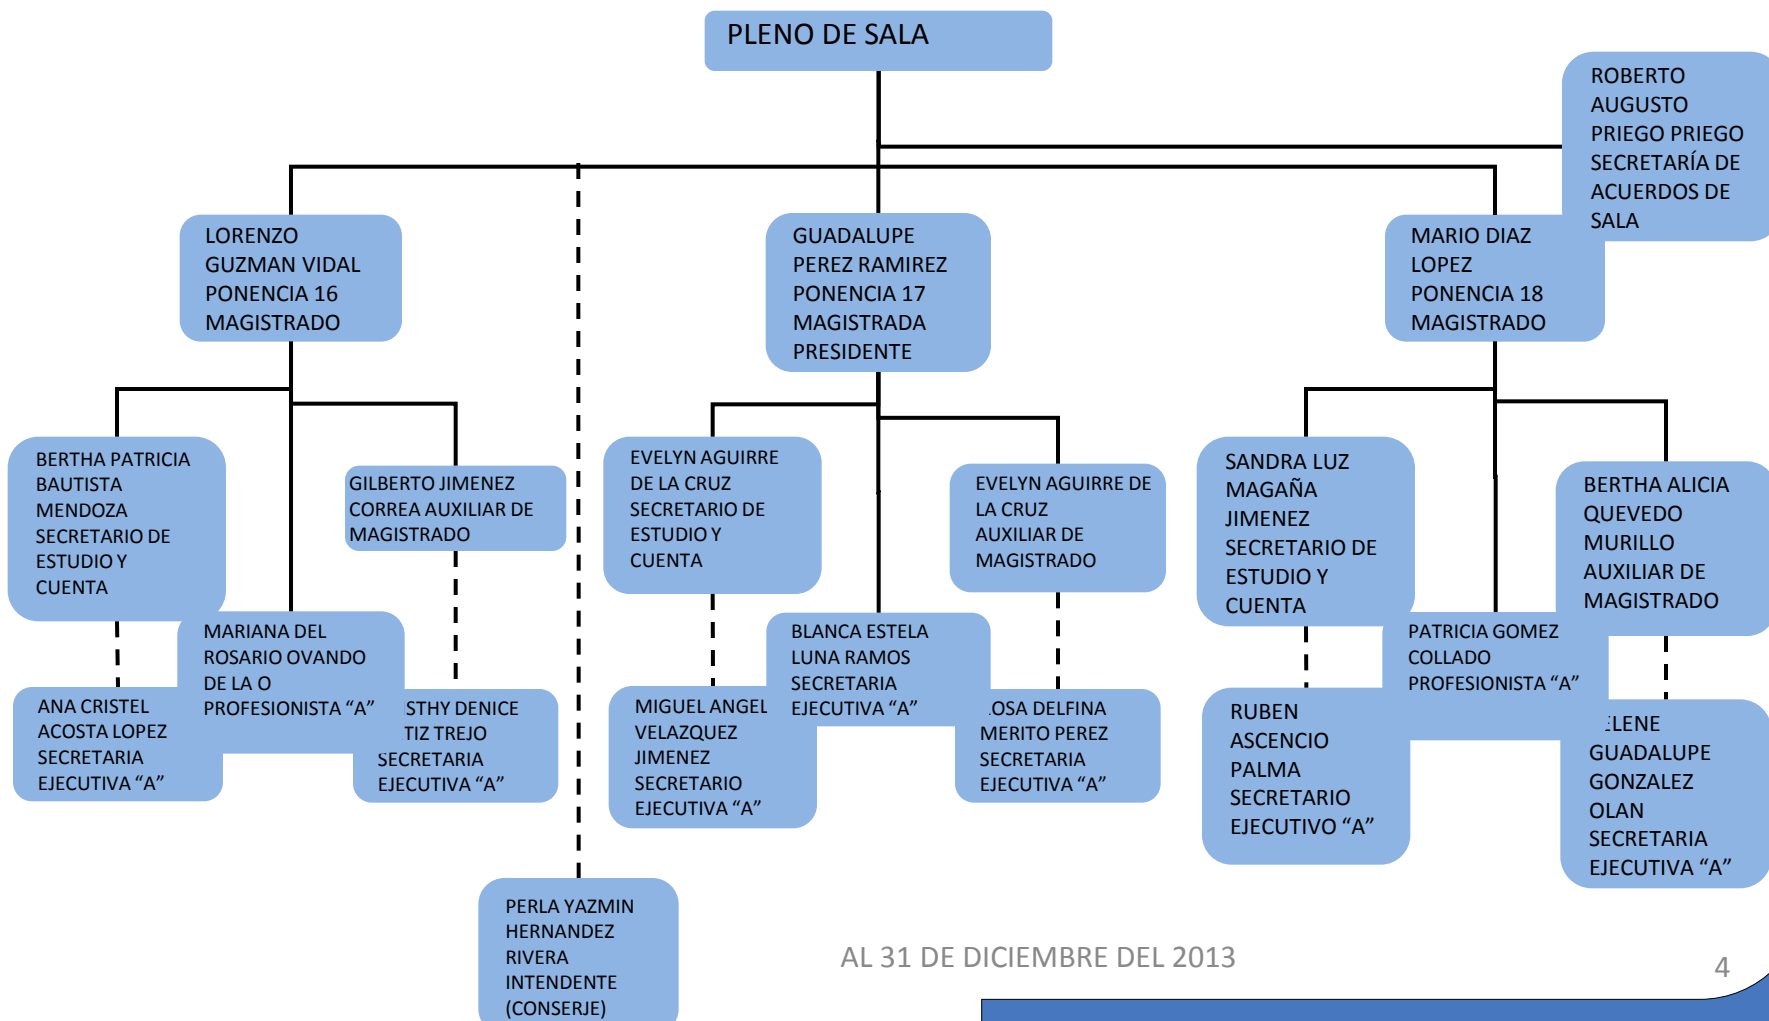 PLENO DE SALA
ROBERTO
AUGUSTO
PRIEGO PRIEGO
SECRETARÍA DE
ACUERDOS DE
SALA
LORENZO
GUZMAN VIDAL
PONENCIA 16
MAGISTRADO
GUADALUPE
PEREZ RAMIREZ
PONENCIA 17
MAGISTRADA
PRESIDENTE
MARIO DIAZ
LOPEZ
PONENCIA 18
MAGISTRADO
BERTHA PATRICIA
BAUTISTA
MENDOZA
SECRETARIO DE
ESTUDIO Y
CUENTA
GILBERTO JIMENEZ
CORREA AUXILIAR DE
MAGISTRADO
EVELYN AGUIRRE
DE LA CRUZ
SECRETARIO DE
ESTUDIO Y
CUENTA
EVELYN AGUIRRE DE
LA CRUZ
AUXILIAR DE
MAGISTRADO
SANDRA LUZ
MAGAÑA
JIMENEZ
SECRETARIO DE
ESTUDIO Y
CUENTA
BERTHA ALICIA
QUEVEDO
MURILLO
AUXILIAR DE
MAGISTRADO
MARIANA DEL
ROSARIO OVANDO
DE LA O
PROFESIONISTA “A”
BLANCA ESTELA
LUNA RAMOS
SECRETARIA
EJECUTIVA “A”
PATRICIA GOMEZ
COLLADO
PROFESIONISTA “A”
ANA CRISTEL
ACOSTA LOPEZ
SECRETARIA
EJECUTIVA “A”
DENICE
TREJO
SECRETARIA
EJECUTIVA “A”
MIGUEL ANGEL
VELAZQUEZ
JIMENEZ
SECRETARIO
EJECUTIVA “A”
DELFINA
MERITO PEREZ
SECRETARIA
EJECUTIVA “A”
RUBEN
ASCENCIO
PALMA
SECRETARIO
EJECUTIVO “A”
GUADALUPE
GONZALEZ
OLAN
SECRETARIA
EJECUTIVA “A”
PERLA YAZMIN
HERNANDEZ
RIVERA
INTENDENTE
(CONSERJE)
AL 31 DE DICIEMBRE DEL 2013
4